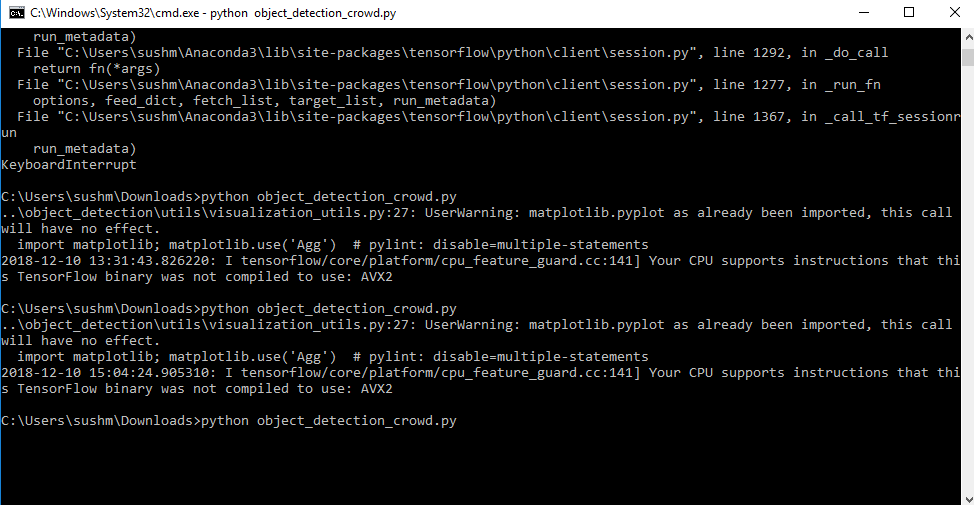 C:\Windows\System32\cmd.exe - python  object_detection_crowd.py
    run_metadata)
  File "C:\Users\sushm\Anaconda3\lib\site-packages\tensorflow\python\client\session.py", line 1292, in _do_call
    return fn(*args)
  File "C:\Users\sushm\Anaconda3\lib\site-packages\tensorflow\python\client\session.py", line 1277, in _run_fn
    options, feed_dict, fetch_list, target_list, run_metadata)
  File "C:\Users\sushm\Anaconda3\lib\site-packages\tensorflow\python\client\session.py", line 1367, in _call_tf_sessionr
un
    run_metadata)
KeyboardInterrupt
C:\Users\sushm\Downloads>python object_detection_crowd.py
..\object_detection\utils\visualization_utils.py:27: UserWarning: matplotlib.pyplot as already been imported, this call
will have no effect.
  import matplotlib; matplotlib.use('Agg')  # pylint: disable=multiple-statements
2018-12-10 13:31:43.826220: I tensorflow/core/platform/cpu_feature_guard.cc:141] Your CPU supports instructions that thi
s TensorFlow binary was not compiled to use: AVX2
C:\Users\sushm\Downloads>python object_detection_crowd.py
..\object_detection\utils\visualization_utils.py:27: UserWarning: matplotlib.pyplot as already been imported, this call
will have no effect.
  import matplotlib; matplotlib.use('Agg')  # pylint: disable=multiple-statements
2018-12-10 15:04:24.905310: I tensorflow/core/platform/cpu_feature_guard.cc:141] Your CPU supports instructions that thi
s TensorFlow binary was not compiled to use: AVX2
C:\Users\sushm\Downloads>python object_detection_crowd.py